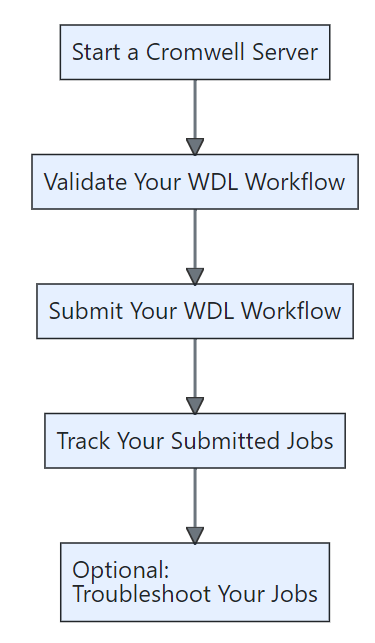 Start a Cromwell Server
Validate Your WDL Workflow
Submit Your WDL Workflow
Track Your Submitted Jobs
Optional:
Troubleshoot Your Jobs